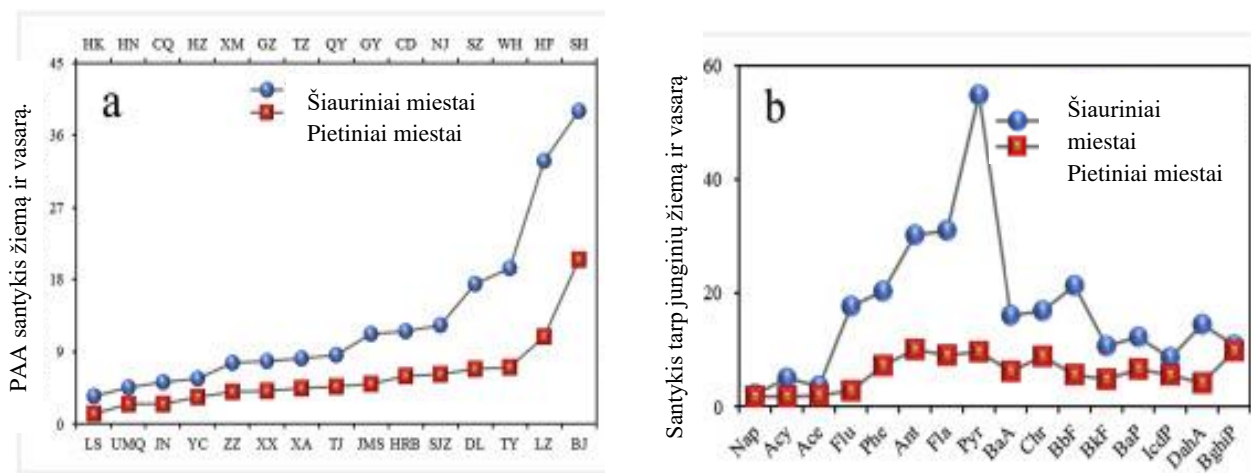 HK HN CQ HZ XM GZ TZ QY GY CD NJ SZ WH HF SH
45
36
27
18
9
0
a
Šiauriniai miestai
Pietiniai miestai
PAA santykis žiemą ir vasarą.
LS UMQ JN YC ZZ XX XA TJ JMS HRB SJZ DL TY LZ BJ
60
40
20
0
b
Šiauriniai
miestai
Pietiniai miestai
Santykis tarp junginių žiemą ir vasarą
Nap Acy Ace Flu Phe Ant Fla Pyr BaA Chr BbF BkF BaP IcdP DahA BghiP